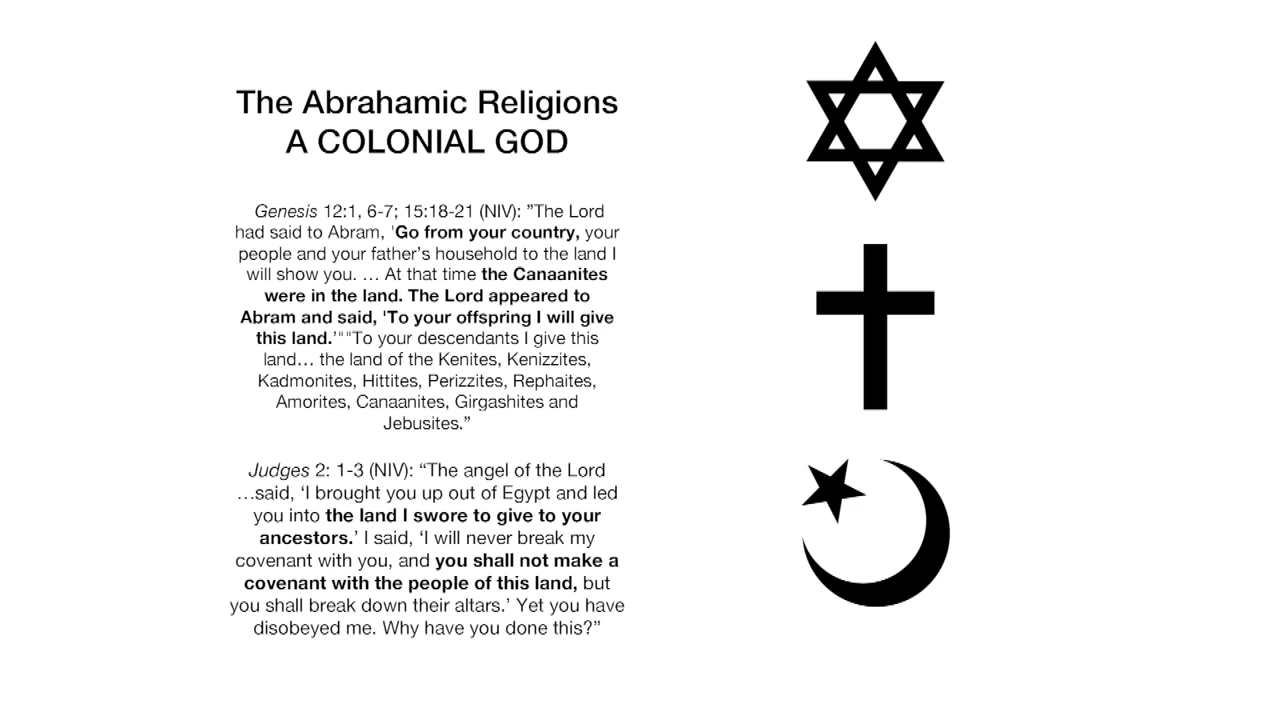 The Abrahamic Religions
A COLONIAL GOD
Genesis 12:1, 6-7; 15:18-21 (NIV): ”The Lord
had said to Abram, 'Go from your country, your
people and your father’s household to the land I
will show you. … At that time the Canaanites
were in the land. The Lord appeared to
Abram and said, 'To your offspring I will give
this land.’""To your descendants I give this
land… the land of the Kenites, Kenizzites,
Kadmonites, Hittites, Perizzites, Rephaites,
Amorites, Canaanites, Girgashites and
Jebusites.”
Judges 2: 1-3 (NIV): “The angel of the Lord
…said, ‘I brought you up out of Egypt and led
you into the land I swore to give to your
ancestors.’ I said, ‘I will never break my
covenant with you, and you shall not make a
covenant with the people of this land, but
you shall break down their altars.’ Yet you have
disobeyed me. Why have you done this?”